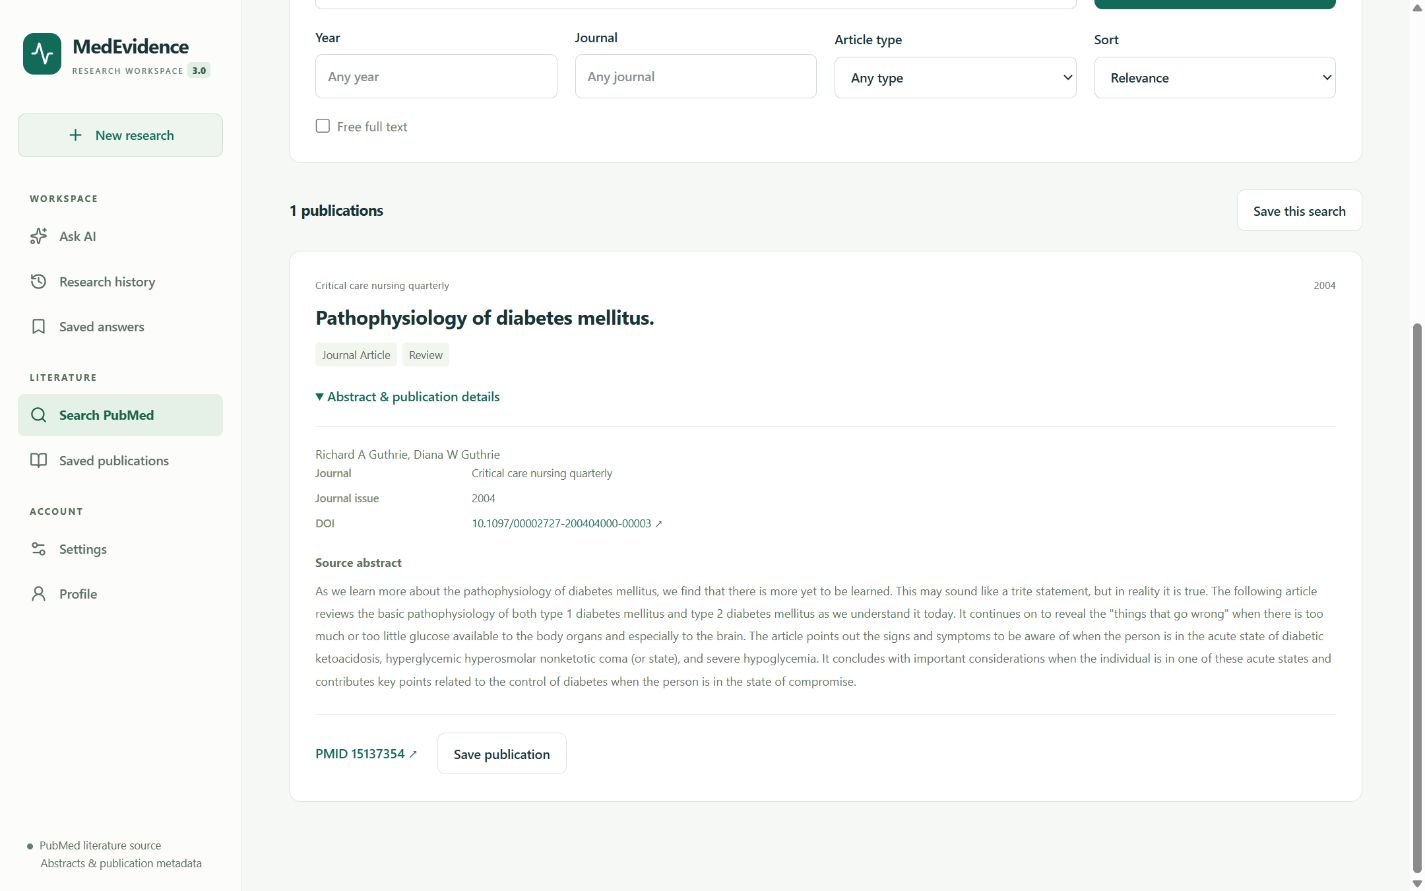 MedEvidence
RESEARCH WORKSPACE 3.0
New research
WORKSPACE
Ask AI
Research history
Saved answers
LITERATURE
Search PubMed
Saved publications
ACCOUNT
Settings
Profile
PubMed literature source
Abstracts & publication metadata
Year
Any year
Journal
Any journal
Article type
Any type
Sort
Relevance
Free full text
1 publications
Save this search
Critical care nursing quarterly
2004
Pathophysiology of diabetes mellitus.
Journal Article
Review
▼ Abstract & publication details
Richard A Guthrie, Diana W Guthrie
Journal Critical care nursing quarterly
Journal issue 2004
DOI 10.1097/00002727-200404000-00003 ↗
Source abstract
As we learn more about the pathophysiology of diabetes mellitus, we find that there is more yet to be learned. This may sound like a trite statement, but in reality it is true. The following article
reviews the basic pathophysiology of both type 1 diabetes mellitus and type 2 diabetes mellitus as we understand it today. It continues on to reveal the "things that go wrong" when there is too
much or too little glucose available to the body organs and especially to the brain. The article points out the signs and symptoms to be aware of when the person is in the acute state of diabetic
ketoacidosis, hyperglycemic hyperosmolar nonketotic coma (or state), and severe hypoglycemia. It concludes with important considerations when the individual is in one of these acute states and
contributes key points related to the control of diabetes when the person is in the state of compromise.
PMID 15137354 ↗
Save publication